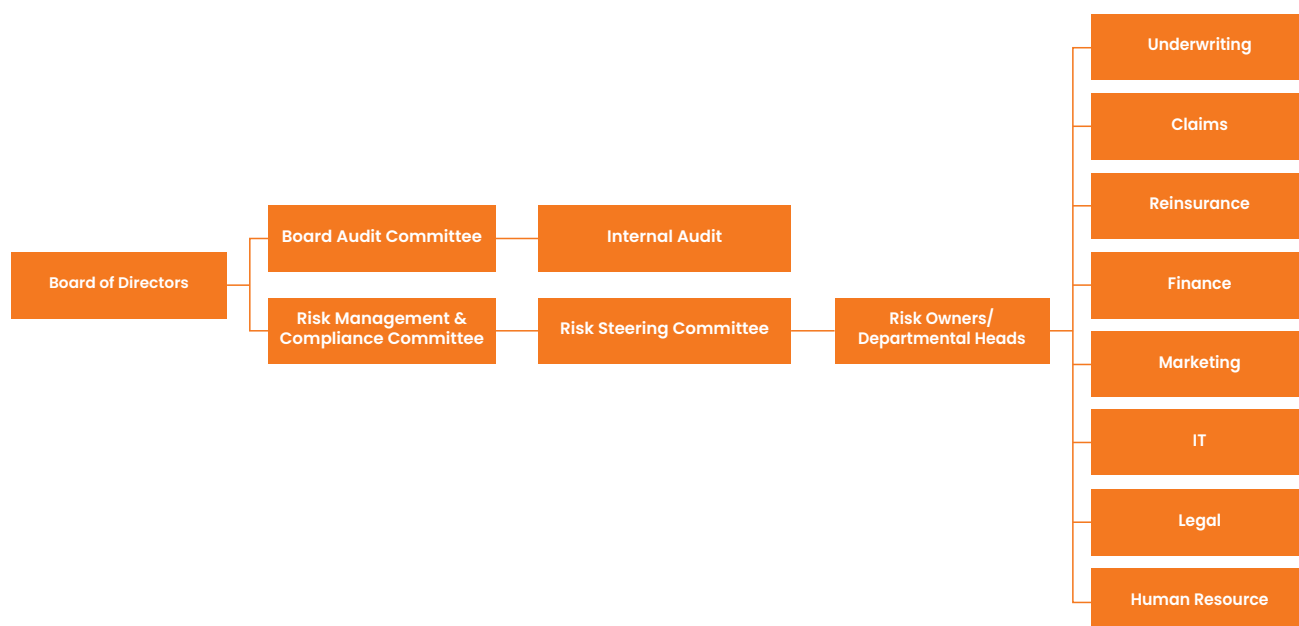 Board of Directors
Board Audit Committee
Internal Audit
Risk Management &
Compliance Committee
Risk Steering Committee
Risk Owners/
Departmental Heads
Underwriting
Claims
Reinsurance
Finance
Marketing
IT
Legal
Human Resource